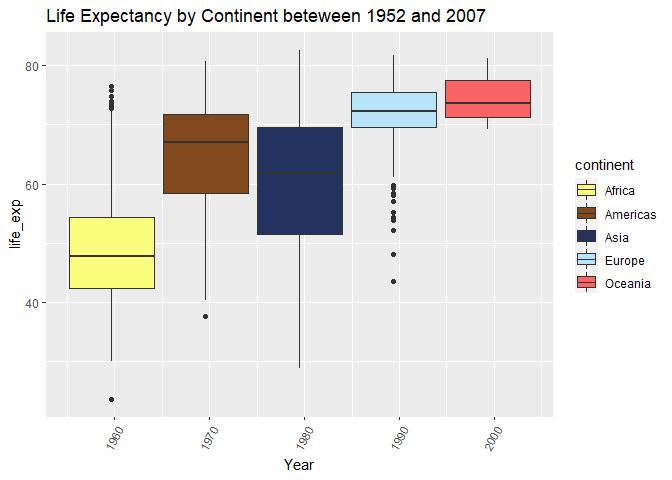 Life Expectancy by Continent beteween 1952 and 2007
80
60
40
life_exp
1960
1970
1980
1990
2000
Year
continent
Africa
Americas
Asia
Europe
Oceania